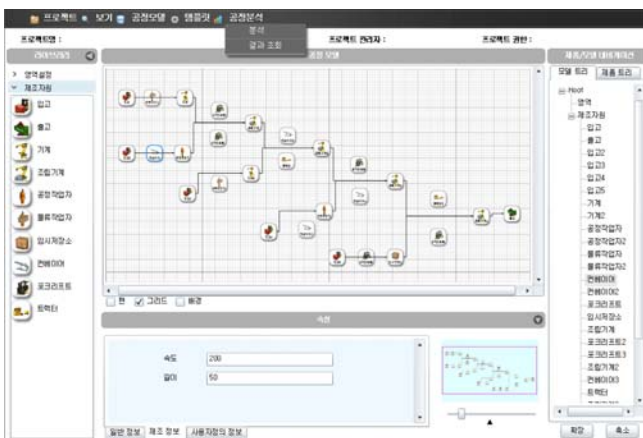 프로젝트 보기 공정모델 템플릿 공정분석
분석
결과 조회
프로젝트명 : 프로젝트 관리자 : 프로젝트 권한 :
라이브러리
공정 모델
제품/모델 네비게이션
모델 트리 제품 트리
영역설정
제조자원
입고
출고
기계
조립기계
공정작업자
물류작업자
임시저장소
컨베이어
포크리프트
트랙터
Root
영역
제조자원
입고
출고
입고2
입고3
입고4
입고5
기계
기계2
공정작업자
공정작업자2
물류작업자
물류작업자2
컨베이어
컨베이어2
포크리프트
임시저장소
조립기계
포크리프트2
포크리프트3
조립기계2
컨베이어3
트랙터
팬 그리드 배경
속성
속도 200
길이 50
일반 정보 제조 정보 사용자정의 정보
확장 축소